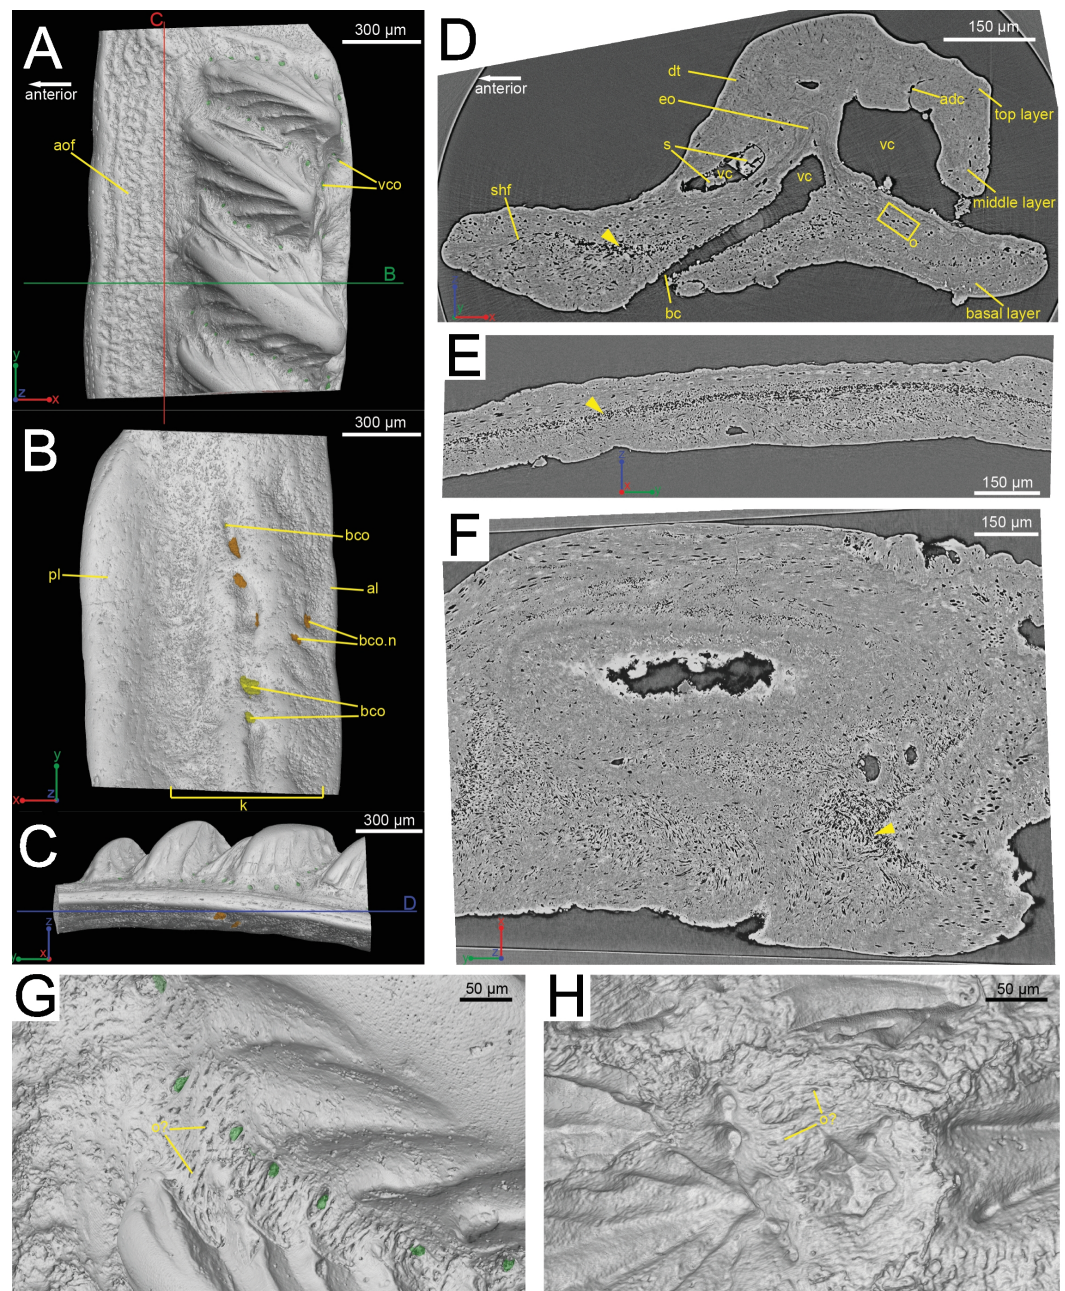 A
C
300 µm
anterior
aof
vco
B
y
z
x
B
300 µm
bco
pl
al
bco.n
bco
y
x
z
k
C
300 µm
D
z
y
x
D
150 µm
anterior
dt
eo
adc
top layer
s
vc
vc
vc
shf
middle layer
o
z
y
x
bc
basal layer
E
z
x
y
150 µm
F
150 µm
x
y
z
G
50 µm
o?
H
50 µm
o?